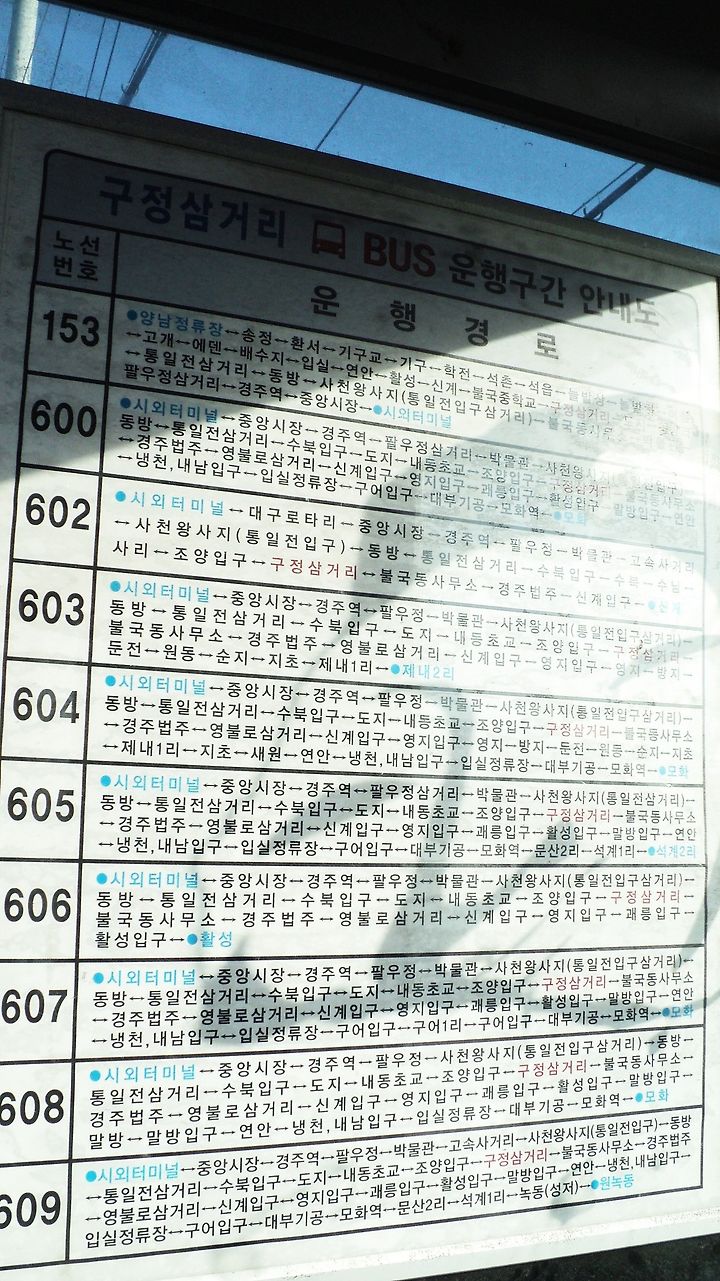 구정삼거리 BUS 운행구간 안내도
노선 번호 운행경로
153
●양남정류장↔송정↔환서↔기구교↔기구↔학전↔석촌↔석읍
↔고개↔에덴↔배수지↔입실↔연안↔활성↔신계↔불국중학교↔구정삼거리
↔통일전삼거리↔동방↔사천왕사지(통일전입구삼거리)
팔우정삼거리↔경주역↔중앙시장↔●시외터미널
600
●시외터미널↔중앙시장↔경주역↔팔우정삼거리↔박물관↔사천왕사지
동방↔통일전삼거리↔수북입구↔도지↔내동초교↔조양입구↔구정삼거리↔불국동사무소
↔경주법주↔영불로삼거리↔신계입구↔영지입구↔괘릉입구↔활성입구↔말방입구↔연안
↔냉천,내남입구↔입실정류장↔구어입구↔대부기공↔모화역↔●모화
602
●시외터미널↔대구로타리↔중앙시장↔경주역↔팔우정↔박물관↔고속사거리
↔사천왕사지(통일전입구)↔동방↔통일전삼거리↔수북입구
사리↔조양입구↔구정삼거리↔불국동사무소↔경주법주↔신계입구↔●신계
603
●시외터미널↔중앙시장↔경주역↔팔우정↔박물관↔사천왕사지(통일전입구삼거리)
동방↔통일전삼거리↔수북입구↔도지↔내동초교↔조양입구↔구정삼거리↔
불국동사무소↔경주법주↔영불로삼거리↔신계입구↔영지입구↔영지↔방지↔
둔전↔원동↔순지↔지초↔제내1리↔●제내2리
604
●시외터미널↔중앙시장↔경주역↔팔우정↔박물관↔사천왕사지(통일전입구삼거리)↔
동방↔통일전삼거리↔수북입구↔도지↔내동초교↔조양입구↔구정삼거리↔불국동사무소
↔경주법주↔영불로삼거리↔신계입구↔영지입구↔영지↔방지↔둔전↔원동↔순지↔지초
↔제내1리↔지초↔새원↔연안↔냉천,내남입구↔입실정류장↔대부기공↔모화역↔●모화
605
●시외터미널↔중앙시장↔경주역↔팔우정삼거리↔박물관↔사천왕사지(통일전삼거리)↔
동방↔통일전삼거리↔수북입구↔도지↔내동초교↔조양입구↔구정삼거리↔불국동사무소
↔경주법주↔영불로삼거리↔신계입구↔영지입구↔괘릉입구↔활성입구↔말방입구↔연안
↔냉천,내남입구↔입실정류장↔구어입구↔대부기공↔모화역↔문산2리↔석계1리↔●석계2리
606
●시외터미널↔중앙시장↔경주역↔팔우정↔박물관↔사천왕사지(통일전입구삼거리)↔
동방↔통일전삼거리↔수북입구↔도지↔내동초교↔조양입구↔구정삼거리↔
불국동사무소↔경주법주↔영불로삼거리↔신계입구↔영지입구↔괘릉입구↔
활성입구↔●활성
607
●시외터미널↔중앙시장↔경주역↔팔우정↔박물관↔사천왕사지(통일전입구삼거리)↔
동방↔통일전삼거리↔수북입구↔도지↔내동초교↔조양입구↔구정삼거리↔불국동사무소
↔경주법주↔영불로삼거리↔신계입구↔영지입구↔괘릉입구↔활성입구↔말방입구↔연안
↔냉천,내남입구↔입실정류장↔구어입구↔구어1리↔구어입구↔대부기공↔모화역↔●모화
608
●시외터미널↔중앙시장↔경주역↔팔우정↔사천왕사지(통일전입구삼거리)↔동방↔
통일전삼거리↔수북입구↔도지↔내동초교↔조양입구↔구정삼거리↔불국동사무소↔
경주법주↔영불로삼거리↔신계입구↔영지입구↔괘릉입구↔활성입구↔말방입구↔
말방↔말방입구↔연안↔냉천,내남입구↔입실정류장↔대부기공↔모화역↔●모화
609
●시외터미널↔중앙시장↔경주역↔팔우정↔박물관↔고속사거리↔사천왕사지(통일전입구)↔동방
↔통일전삼거리↔수북입구↔도지↔내동초교↔조양입구↔구정삼거리↔불국동사무소↔경주법주
↔영불로삼거리↔신계입구↔영지입구↔괘릉입구↔활성입구↔말방입구↔연안↔냉천,내남입구↔
입실정류장↔구어입구↔대부기공↔모화역↔문산2리↔석계1리↔녹동(성저)↔●원녹동